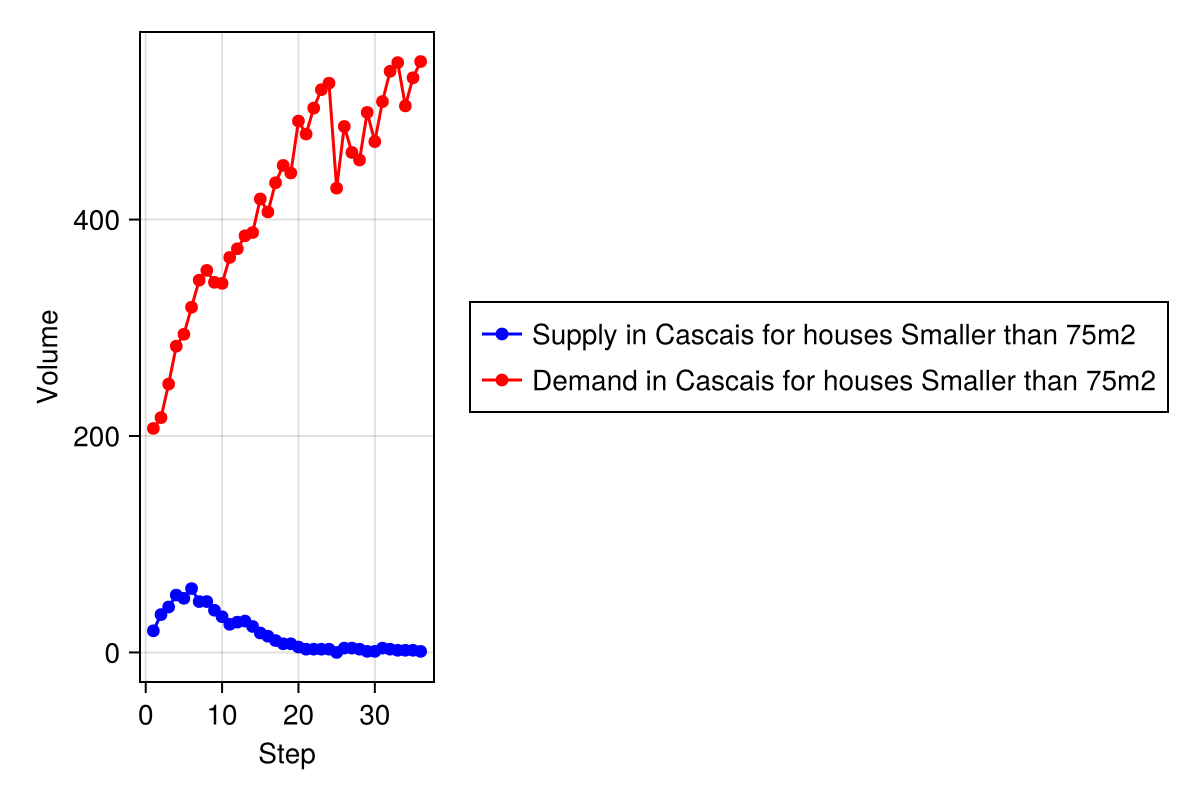 Volume
400
200
0
0 10 20 30
Step
Supply in Cascais for houses Smaller than 75m2
Demand in Cascais for houses Smaller than 75m2